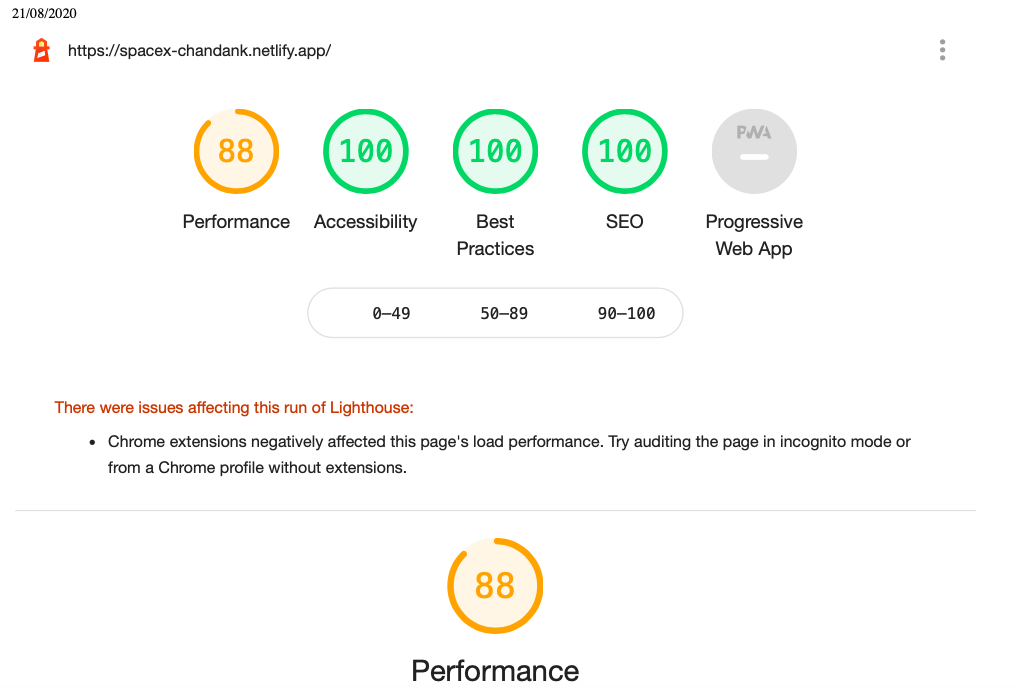 21/08/2020
https://spacex-chandank.netlify.app/
88 100 100 100 PWA
Performance Accessibility Best Practices SEO Progressive Web App
0–49 50–89 90–100
There were issues affecting this run of Lighthouse:
• Chrome extensions negatively affected this page's load performance. Try auditing the page in incognito mode or
from a Chrome profile without extensions.
88
Performance